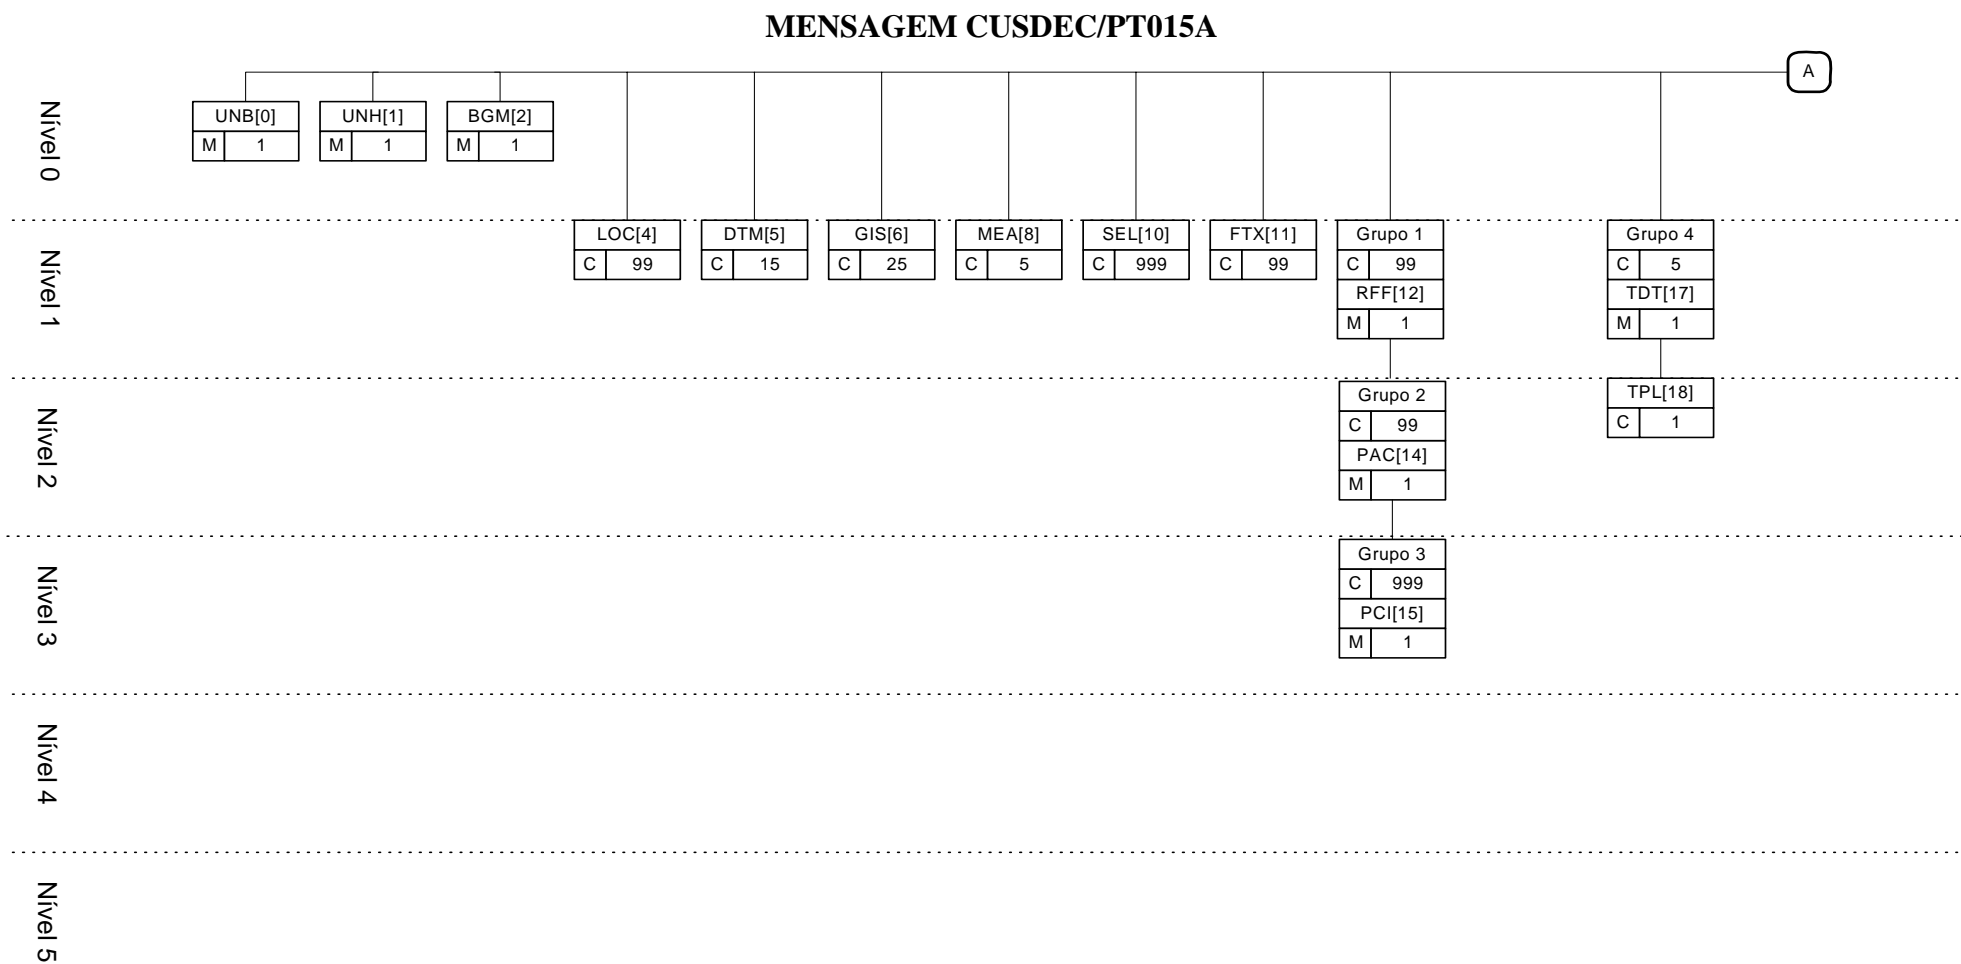 MENSAGEM CUSDEC/PT015A
A
Nível 0
UNB[0] UNH[1] BGM[2]
M 1 M 1 M 1
Nível 1
LOC[4] DTM[5] GIS[6] MEA[8] SEL[10] FTX[11] Grupo 1 Grupo 4
C 99 C 15 C 25 C 5 C 999 C 99 C 99 C 5
RFF[12] TDT[17]
M 1 M 1
Nível 2
Grupo 2 TPL[18]
C 99 C 1
PAC[14]
M 1
Nível 3
Grupo 3
C 999
PCI[15]
M 1
Nível 4
Nível 5